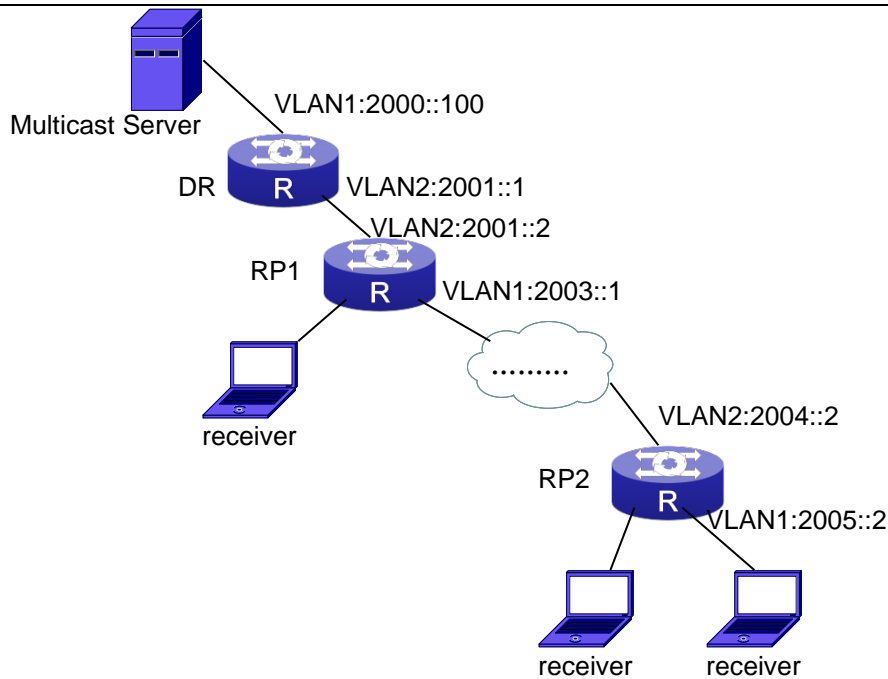 VLAN1:2000::100
Multicast Server
DR
R
VLAN2:2001::1
VLAN2:2001::2
RP1
R
VLAN1:2003::1
.........
receiver
VLAN2:2004::2
RP2
R
VLAN1:2005::2
receiver
receiver